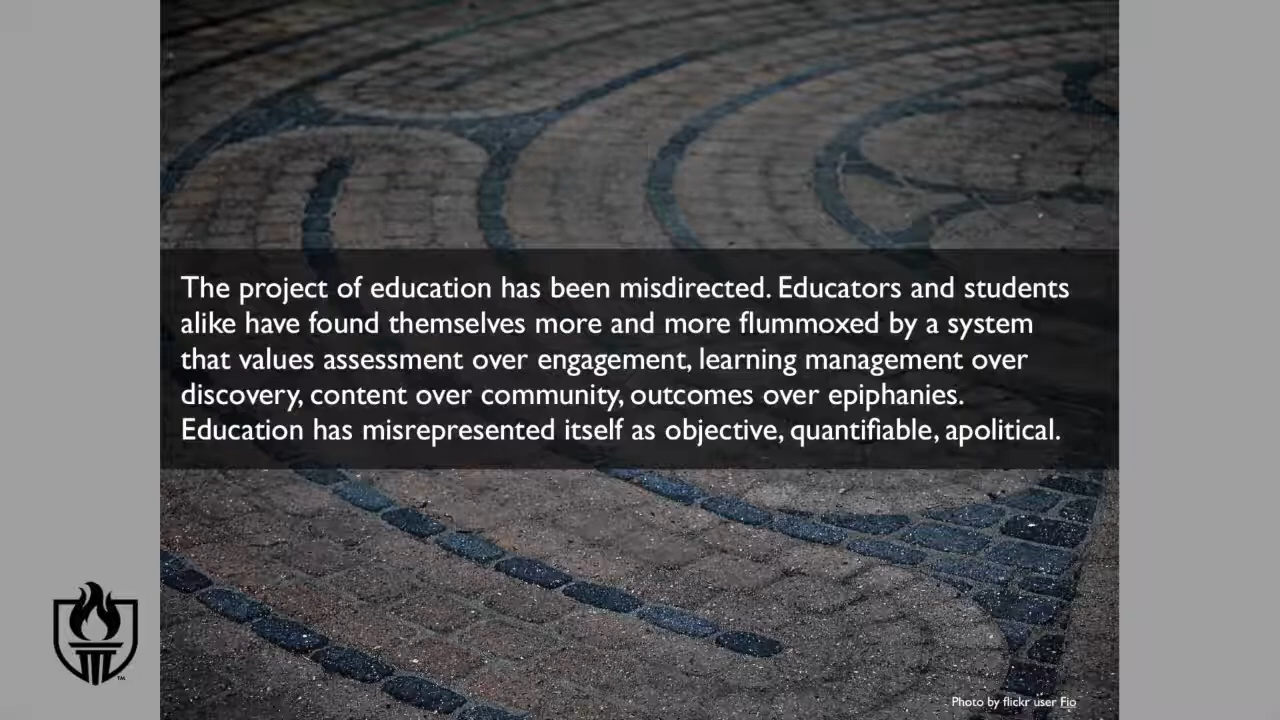 The project of education has been misdirected. Educators and students
alike have found themselves more and more flummoxed by a system
that values assessment over engagement, learning management over
discovery, content over community, outcomes over epiphanies.
Education has misrepresented itself as objective, quantifiable, apolitical.
TM
Photo by flickr user Fio